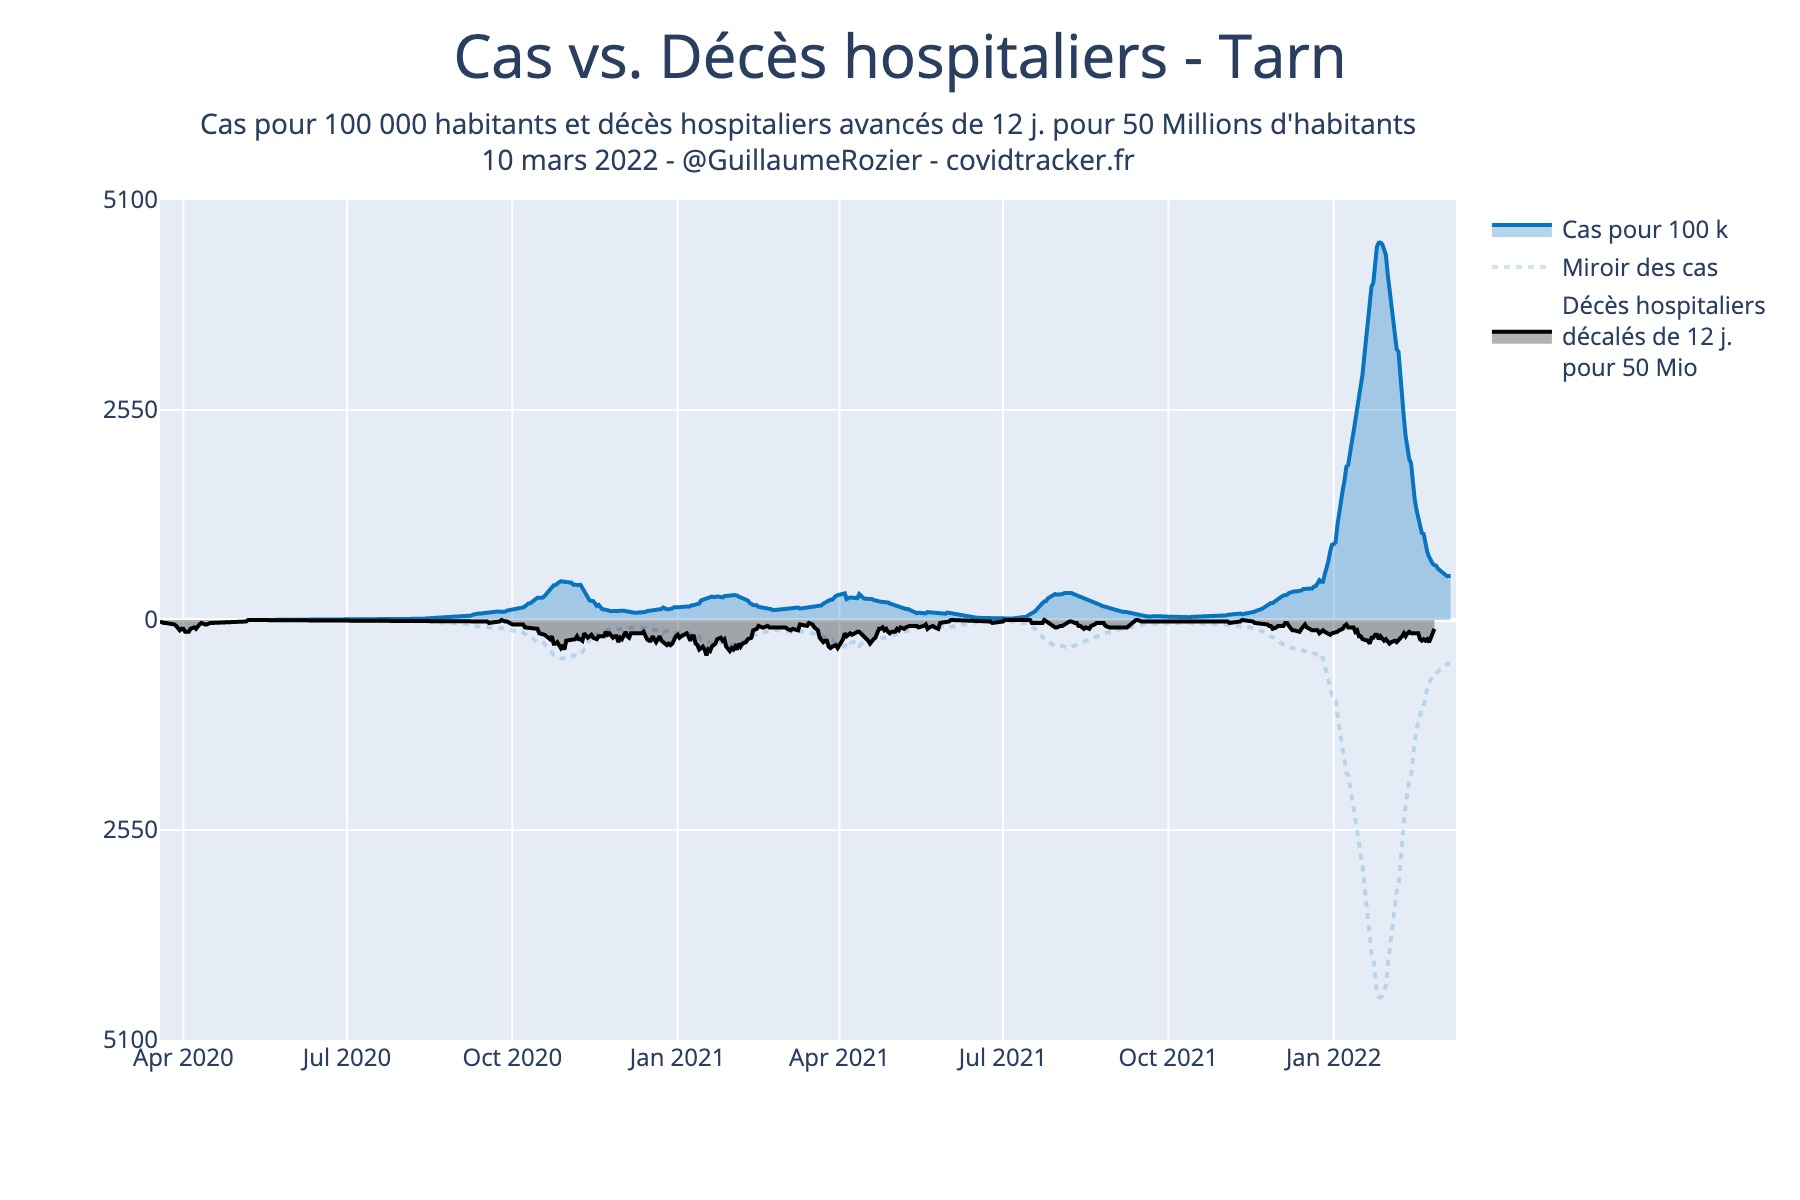 Cas vs. Décès hospitaliers - Tarn
Cas pour 100 000 habitants et décès hospitaliers avancés de 12 j. pour 50 Millions d'habitants
10 mars 2022 - @GuillaumeRozier - covidtracker.fr
5100
2550
0
2550
5100
Apr 2020
Jul 2020
Oct 2020
Jan 2021
Apr 2021
Jul 2021
Oct 2021
Jan 2022
Cas pour 100 k
Miroir des cas
Décès hospitaliers
décalés de 12 j.
pour 50 Mio